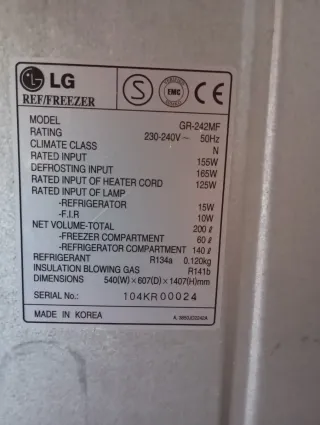 LG
REF/FREEZER
S
EMC
CE
MODEL GR-242MF
RATING 230-240V~ 50Hz
CLIMATE CLASS N
RATED INPUT 155W
DEFROSTING INPUT 165W
RATED INPUT OF HEATER CORD 125W
RATED INPUT OF LAMP
-REFRIGERATOR 15W
-F.I.R 10W
NET VOLUME-TOTAL 200ℓ
-FREEZER COMPARTMENT 60ℓ
-REFRIGERATOR COMPARTMENT 140ℓ
REFRIGERANT R134a 0.120kg
INSULATION BLOWING GAS R141b
DIMENSIONS 540(W)×607(D)×1407(H)mm
SERIAL No.: 104KR00024
MADE IN KOREA